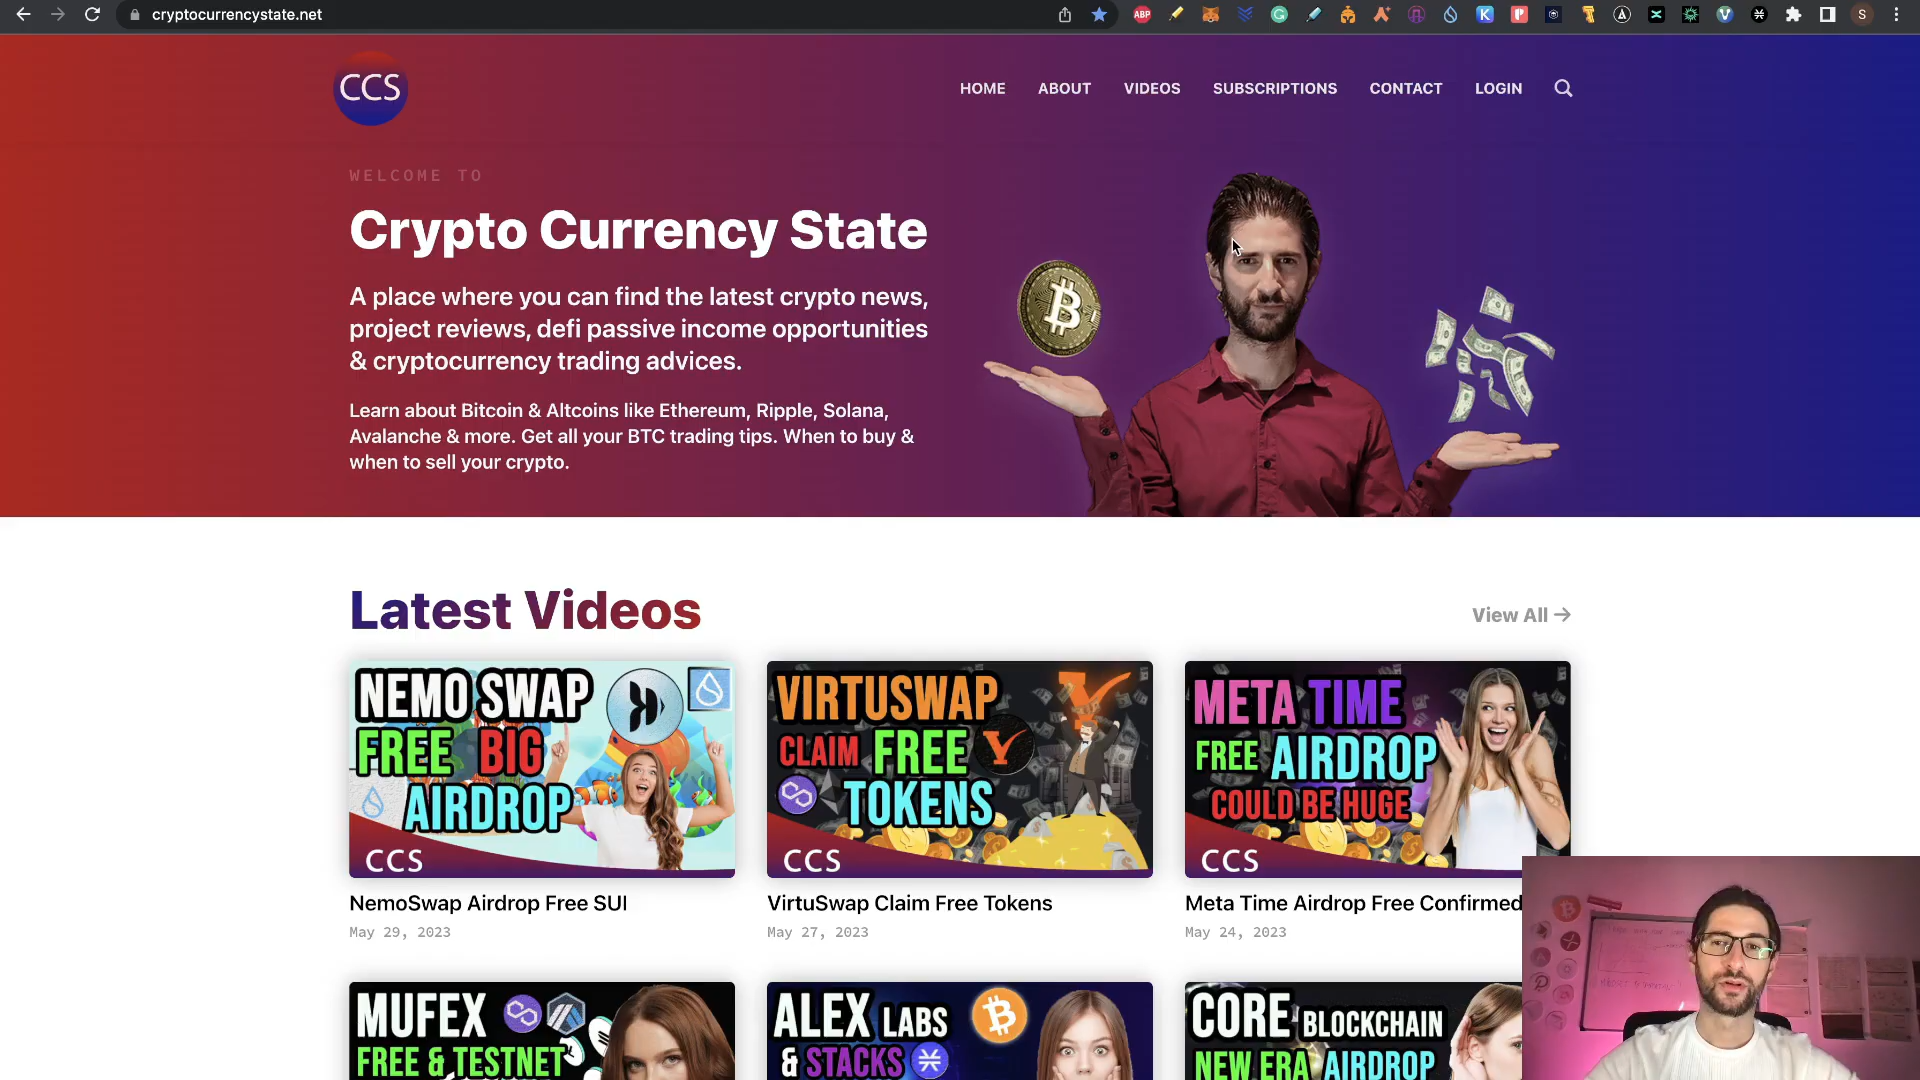 cryptocurrencystate.net
ABP
S
CCS
HOME ABOUT VIDEOS SUBSCRIPTIONS CONTACT LOGIN
WELCOME TO
Crypto Currency State
A place where you can find the latest crypto news,
project reviews, defi passive income opportunities
& cryptocurrency trading advices.
Learn about Bitcoin & Altcoins like Ethereum, Ripple, Solana,
Avalanche & more. Get all your BTC trading tips. When to buy &
when to sell your crypto.
Latest Videos
View All →
NEMO SWAP
FREE BIG
AIRDROP
CCS
VIRTUSWAP
CLAIM FREE
TOKENS
CCS
META TIME
FREE AIRDROP
COULD BE HUGE
CCS
NemoSwap Airdrop Free SUI
May 29, 2023
VirtuSwap Claim Free Tokens
May 27, 2023
Meta Time Airdrop Free Confirmed
May 24, 2023
MUFEX
FREE & TESTNET
ALEX LABS
& STACKS
CORE BLOCKCHAIN
NEW ERA AIRDROP